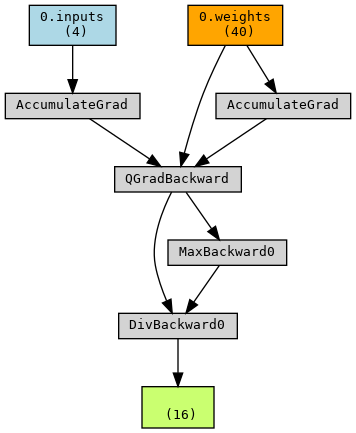 0.inputs
(4)
0.weights
(40)
AccumulateGrad
AccumulateGrad
QGradBackward
MaxBackward0
DivBackward0
(16)